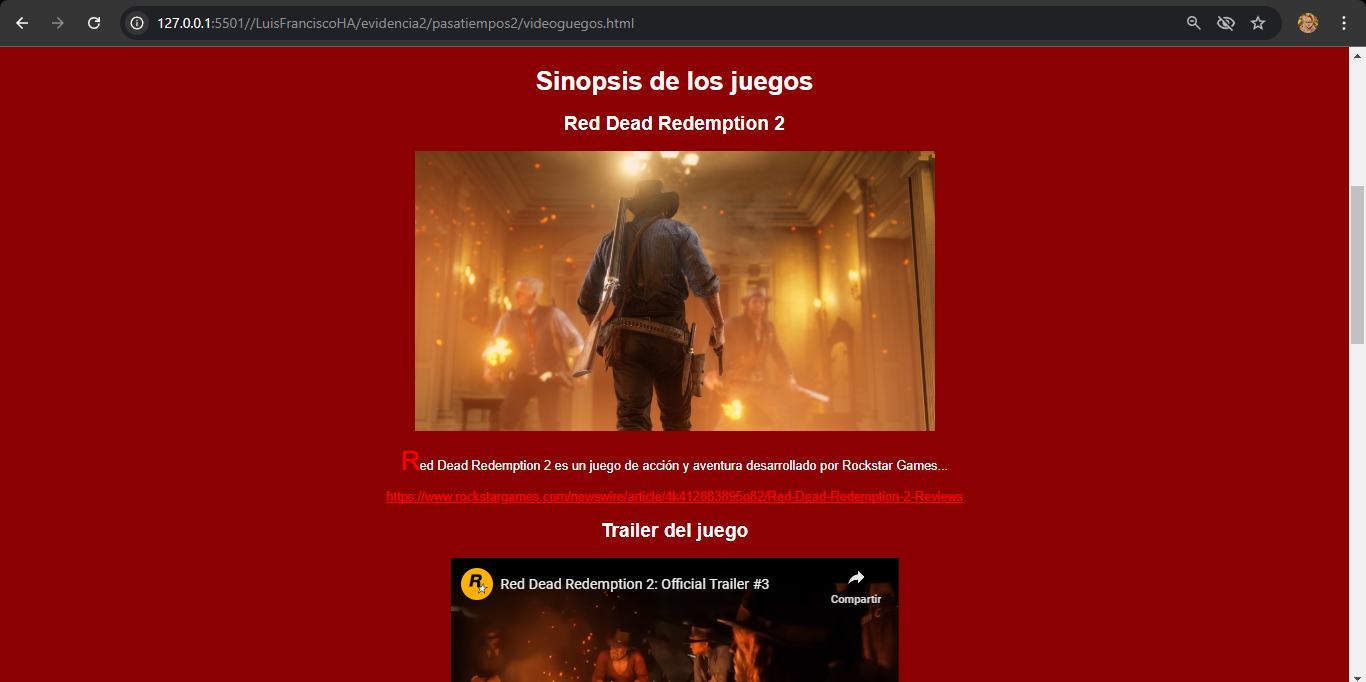 127.0.0.1:5501//LuisFranciscoHA/evidencia2/pasatiempos2/videoguegos.html
Sinopsis de los juegos
Red Dead Redemption 2
Red Dead Redemption 2 es un juego de acción y aventura desarrollado por Rockstar Games...
https://www.rockstargames.com/newswire/article/4k412883895o82/Red-Dead-Redemption-2-Reviews
Trailer del juego
R
Red Dead Redemption 2: Official Trailer #3
Compartir